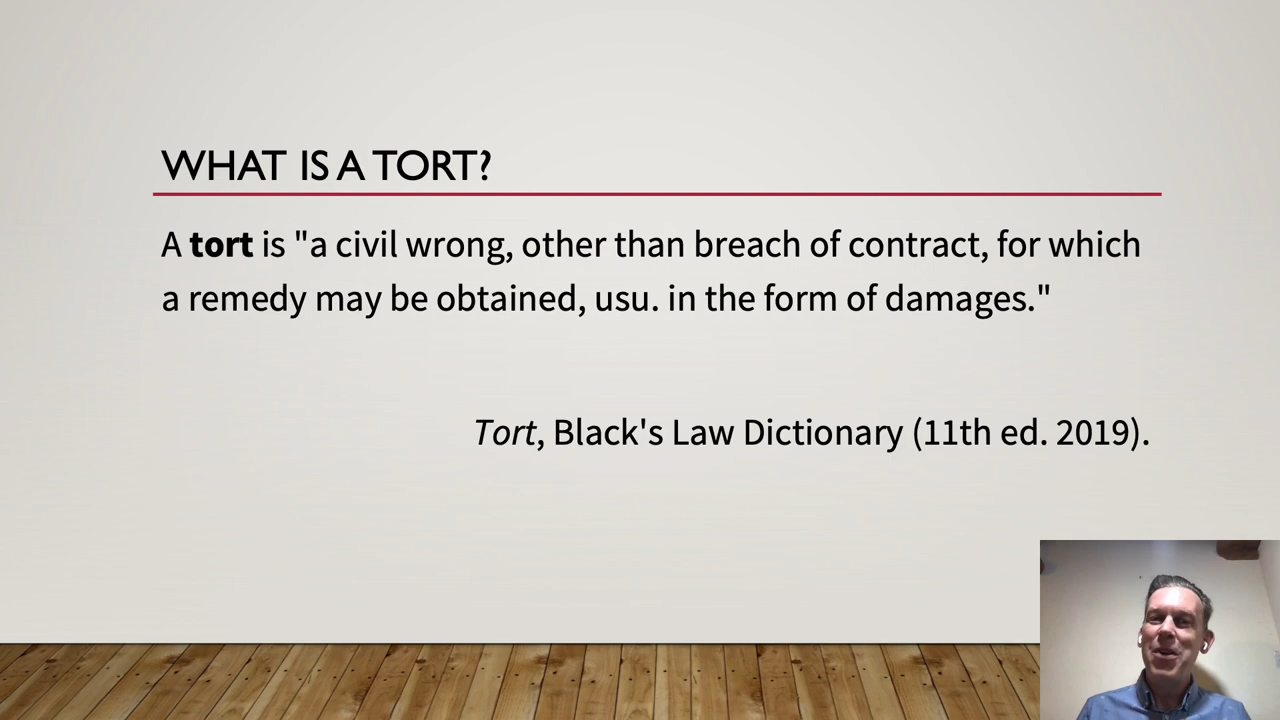 WHAT IS A TORT?
A tort is "a civil wrong, other than breach of contract, for which
a remedy may be obtained, usu. in the form of damages."
Tort, Black's Law Dictionary (11th ed. 2019).